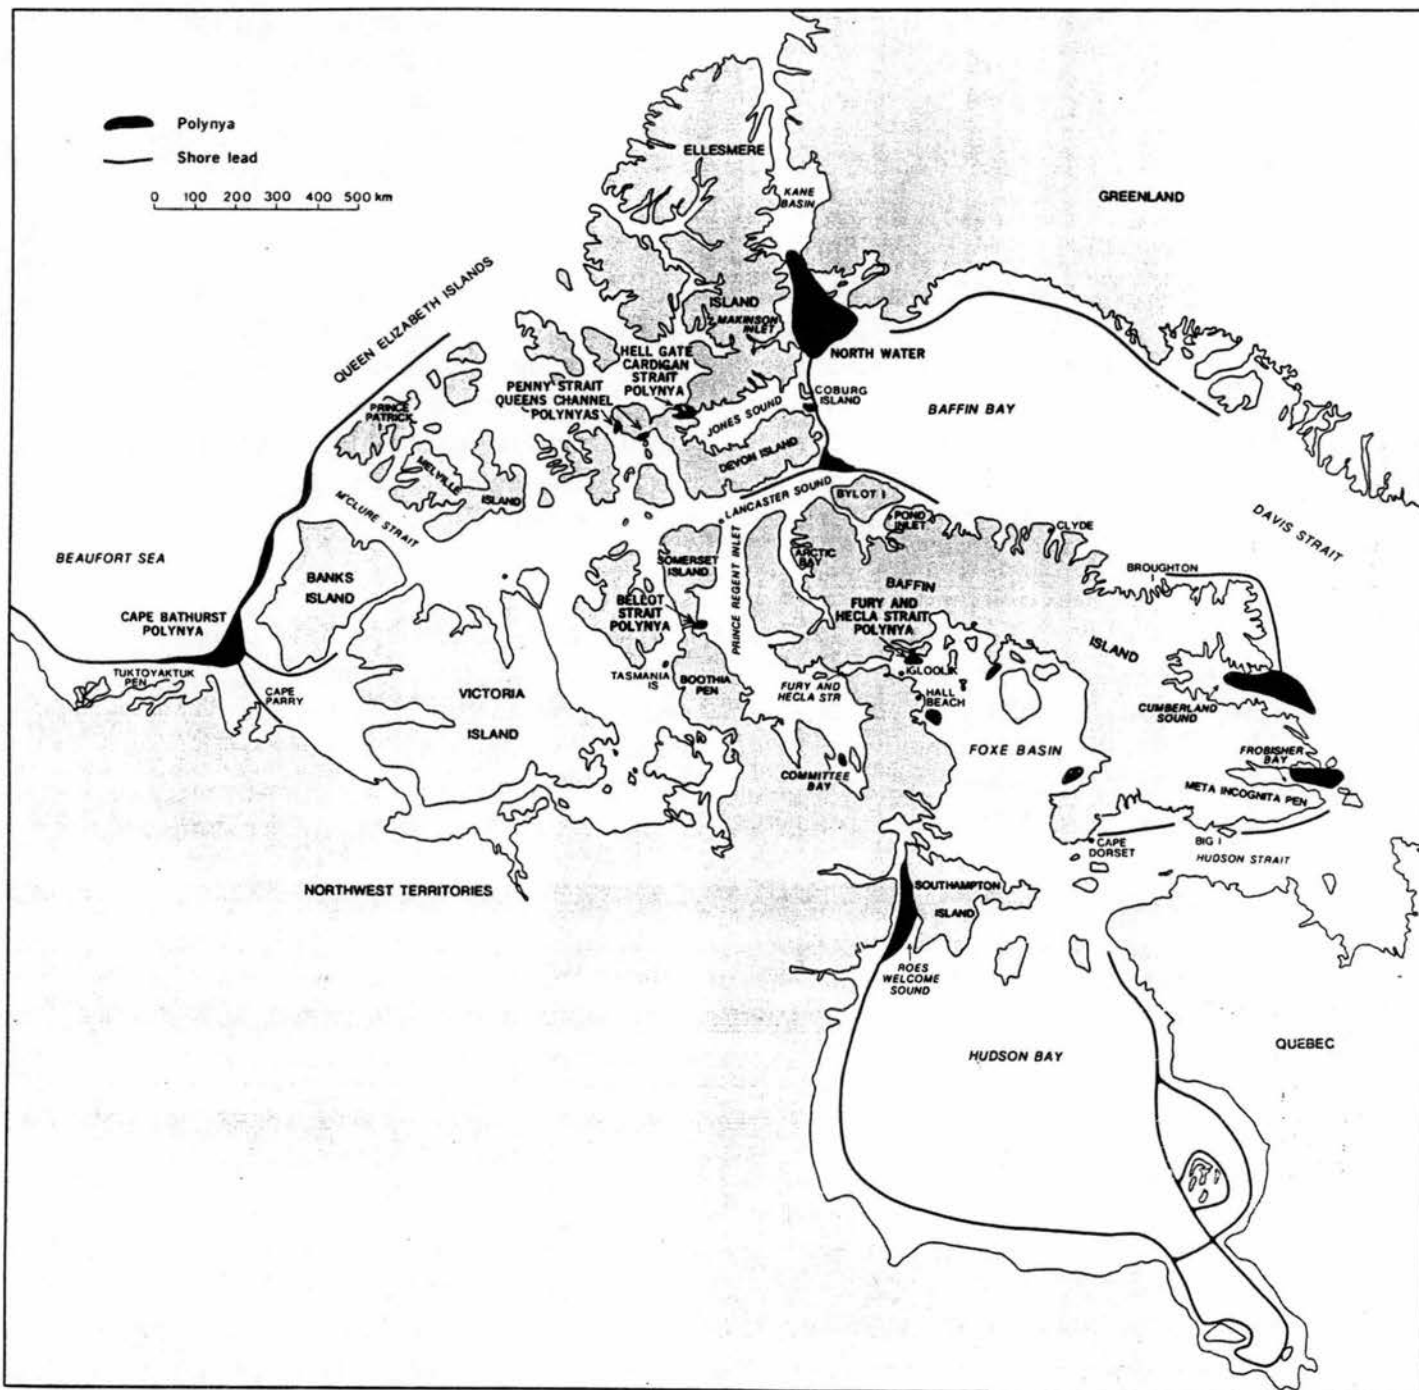 Polynya
Shore lead
0 100 200 300 400 500 km
ELLESMERE
KANE
BASIN
GREENLAND
QUEEN ELIZABETH ISLANDS
ISLAND
MAKINSON
INLET
HELL GATE
CARDIGAN
STRAIT
POLYNYA
NORTH WATER
PENNY STRAIT
QUEENS CHANNEL
POLYNYAS
COBURG
ISLAND
JONES SOUND
BAFFIN BAY
PRINCE
PATRICK
I
DEVON ISLAND
MELVILLE
ISLAND
LANCASTER SOUND
BYLOT I
M'CLURE STRAIT
POND
INLET
CLYDE
DAVIS STRAIT
BEAUFORT SEA
SOMERSET
ISLAND
PRINCE REGENT INLET
ARCTIC
BAY
BROUGHTON
I
BANKS
ISLAND
BAFFIN
BELLOT
STRAIT
POLYNYA
FURY AND
HECLA STRAIT
POLYNYA
CAPE BATHURST
POLYNYA
ISLAND
TUKTOYAKTUK
PEN
CAPE
PARRY
VICTORIA
ISLAND
TASMANIA
IS
BOOTHIA
PEN
FURY AND
HECLA STR
IGLOOLIK
HALL
BEACH
CUMBERLAND
SOUND
FOXE BASIN
FROBISHER
BAY
COMMITTEE
BAY
META INCOGNITA PEN
CAPE
DORSET
BIG I
HUDSON STRAIT
NORTHWEST TERRITORIES
SOUTHAMPTON
ISLAND
ROES
WELCOME
SOUND
HUDSON BAY
QUEBEC